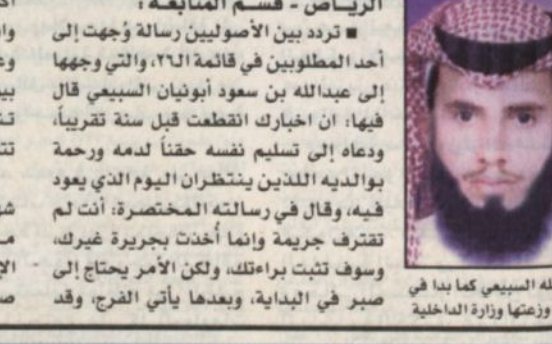 الرياض - قسم المتابعة:
■ تردد بين الأصوليين رسالة وُجهت إلى
أحد المطلوبين في قائمة الـ٢٦، والتي وجهها
إلى عبدالله بن سعود أبونيان السبيعي قال
فيها: ان اخبارك انقطعت قبل سنة تقريباً،
ودعاه إلى تسليم نفسه حقناً لدمه ورحمة
بوالديه اللذين ينتظران اليوم الذي يعود
فيه، وقال في رسالته المختصرة: أنت لم
تقترف جريمة وانما أُخذت بجريرة غيرك،
وسوف تثبت براءتك، ولكن الأمر يحتاج إلى
صبر في البداية، وبعدها يأتي الفرج، وقد
لله السبيعي كما بدا في
وزعتها وزارة الداخلية